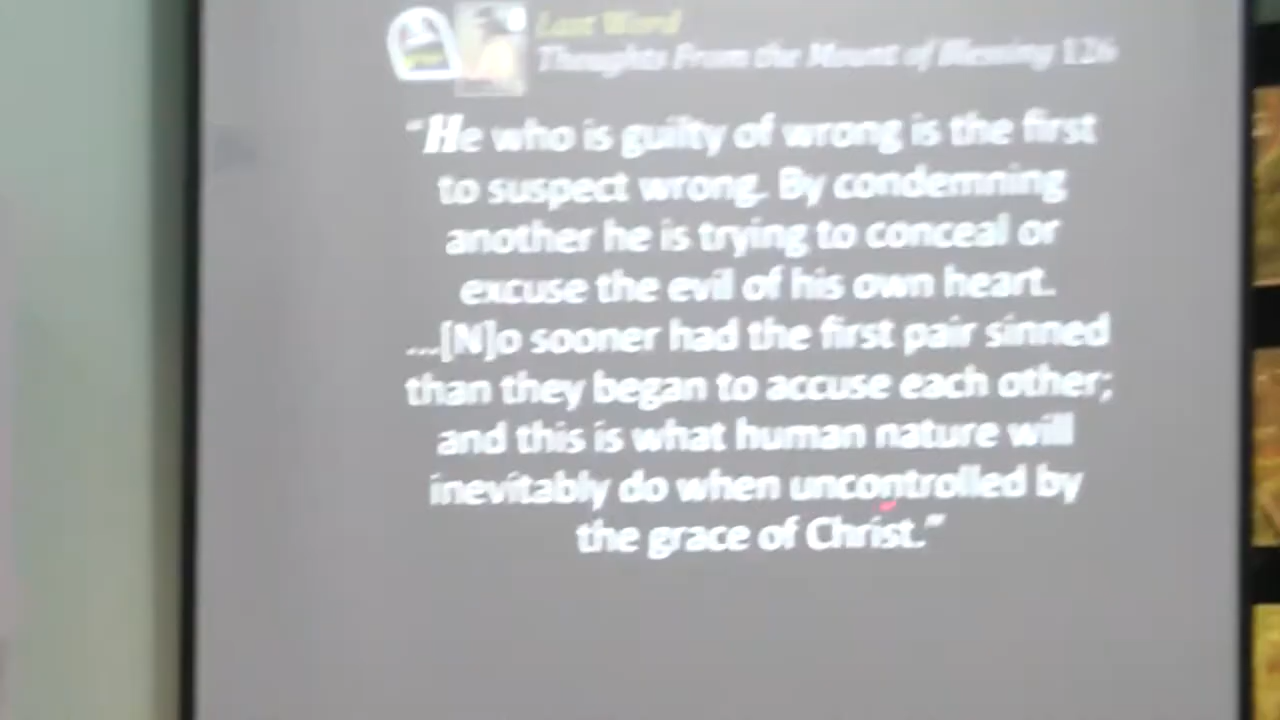 Last Word
Thoughts From the Mount of Blessing 126
"He who is guilty of wrong is the first
to suspect wrong. By condemning
another he is trying to conceal or
excuse the evil of his own heart.
...[N]o sooner had the first pair sinned
than they began to accuse each other;
and this is what human nature will
inevitably do when uncontrolled by
the grace of Christ."